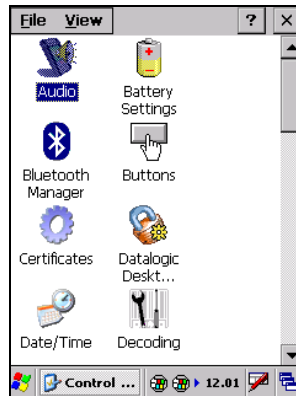 File View ? ×
Audio
Battery
Settings
Bluetooth
Manager
Buttons
Certificates
Datalogic
Deskt...
Date/Time
Decoding
Control ... 12.01